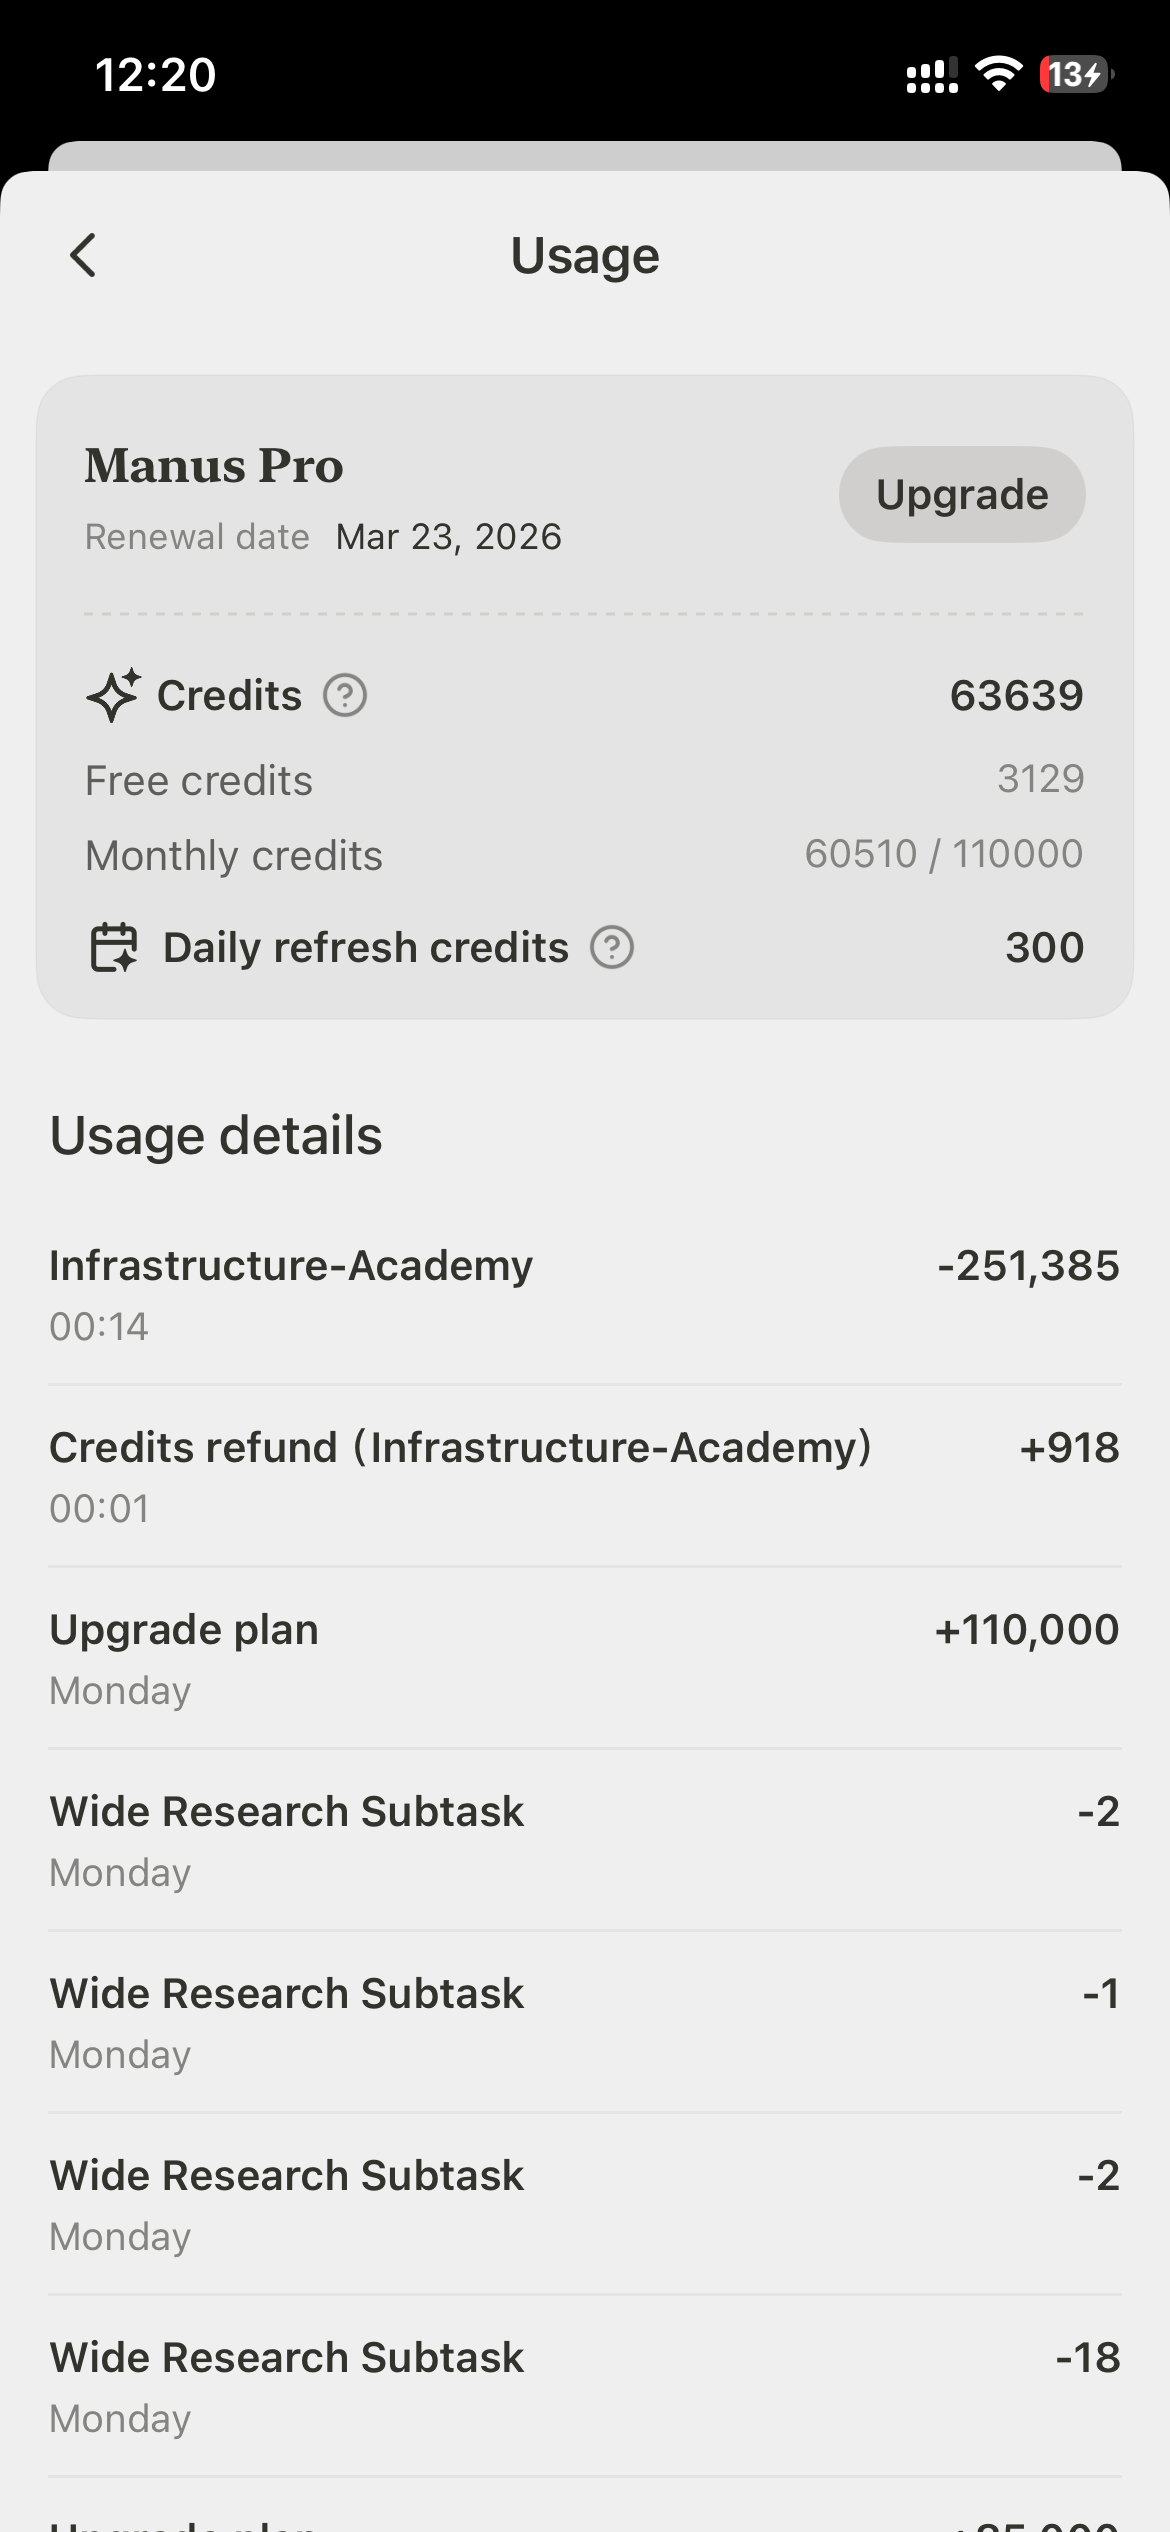 12:20
13
Usage
Manus Pro
Upgrade
Renewal date Mar 23, 2026
Credits 63639
Free credits 3129
Monthly credits 60510 / 110000
Daily refresh credits 300
Usage details
Infrastructure-Academy -251,385
00:14
Credits refund (Infrastructure-Academy) +918
00:01
Upgrade plan +110,000
Monday
Wide Research Subtask -2
Monday
Wide Research Subtask -1
Monday
Wide Research Subtask -2
Monday
Wide Research Subtask -18
Monday
Upgrade plan